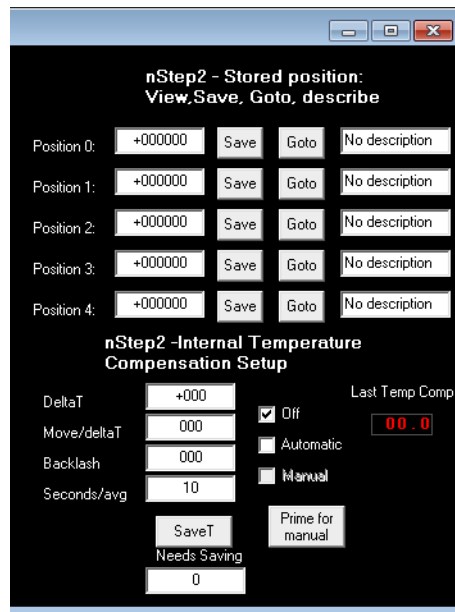 nStep2 - Stored position:
View,Save, Goto, describe
Position 0: +000000 Save Goto No description
Position 1: +000000 Save Goto No description
Position 2: +000000 Save Goto No description
Position 3: +000000 Save Goto No description
Position 4: +000000 Save Goto No description
nStep2 -Internal Temperature
Compensation Setup
DeltaT +000
Move/deltaT 000
Backlash 000
Seconds/avg 10
Off
Automatic
Manual
Last Temp Comp
00.0
SaveT
Prime for
manual
Needs Saving
0